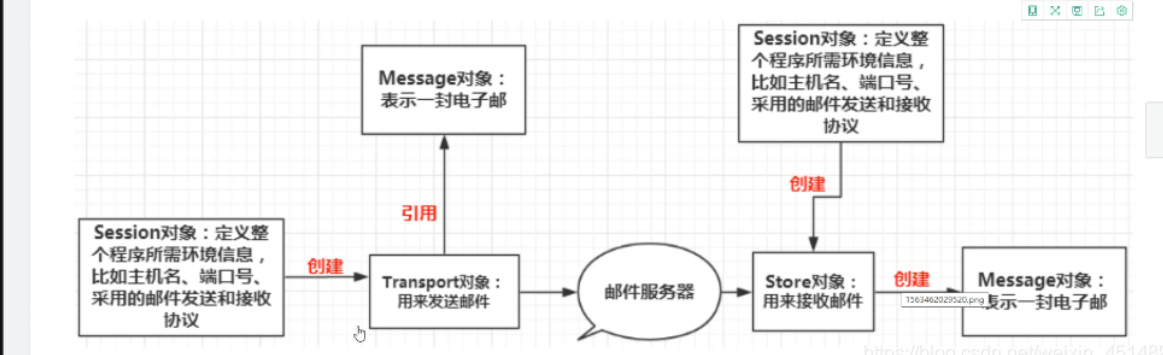 Session对象：定义整
个程序所需环境信息，
比如主机名、端口号、
采用的邮件发送和接收
协议
Message对象：
表示一封电子邮
创建
引用
Session对象：定义整
个程序所需环境信息，
比如主机名、端口号、
采用的邮件发送和接收
协议
创建
Transport对象：
用来发送邮件
邮件服务器
Store对象：
用来接收邮件
创建
1563462029520.png
Message对象：
表示一封电子邮